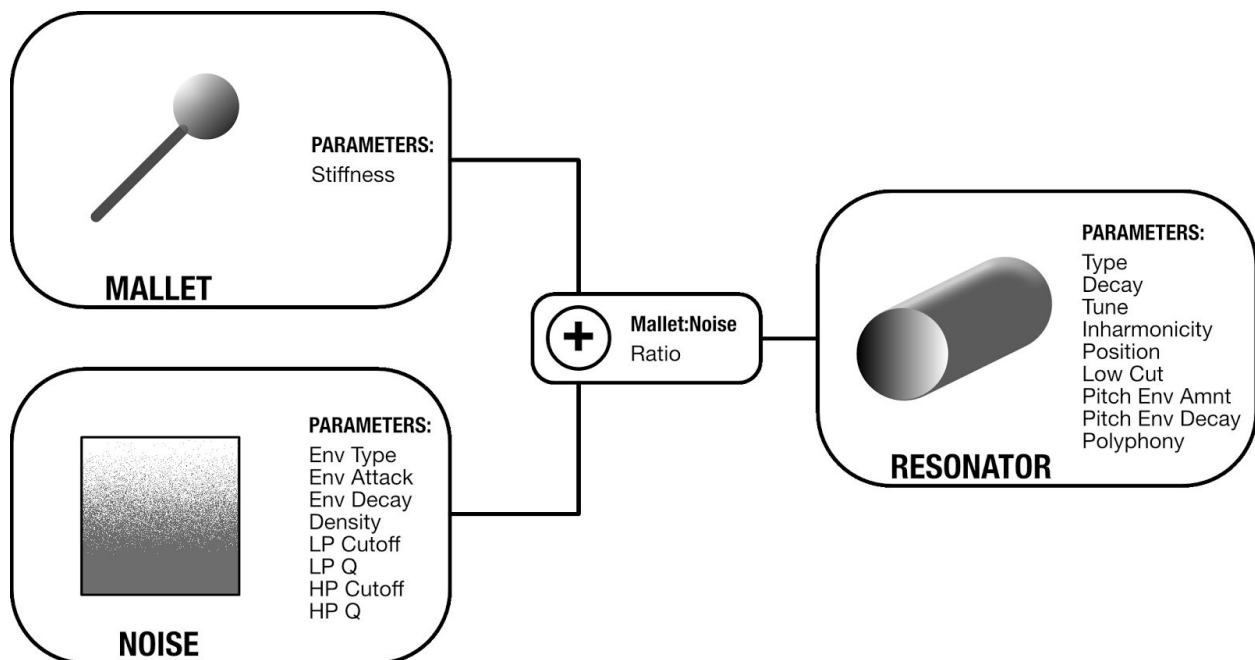 PARAMETERS:
Stiffness
MALLET
PARAMETERS:
Env Type
Env Attack
Env Decay
Density
LP Cutoff
LP Q
HP Cutoff
HP Q
NOISE
+
Mallet:Noise
Ratio
PARAMETERS:
Type
Decay
Tune
Inharmonicity
Position
Low Cut
Pitch Env Amnt
Pitch Env Decay
Polyphony
RESONATOR